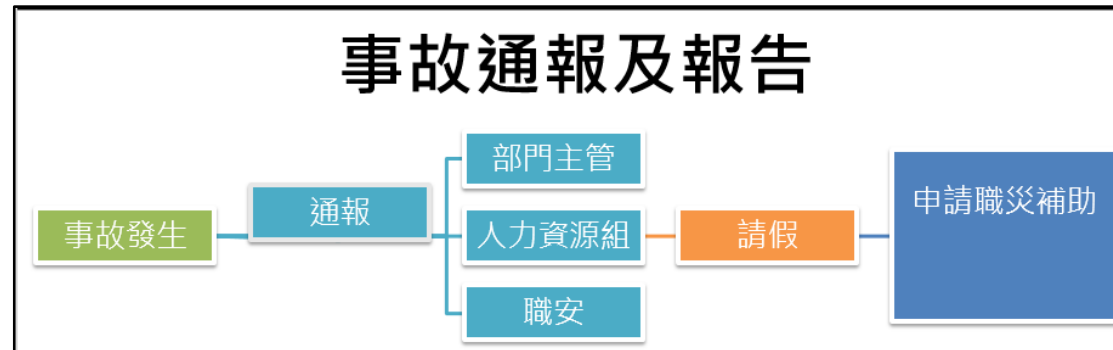 事故通報及報告
事故發生
通報
部門主管
人力資源組
職安
請假
申請職災補助